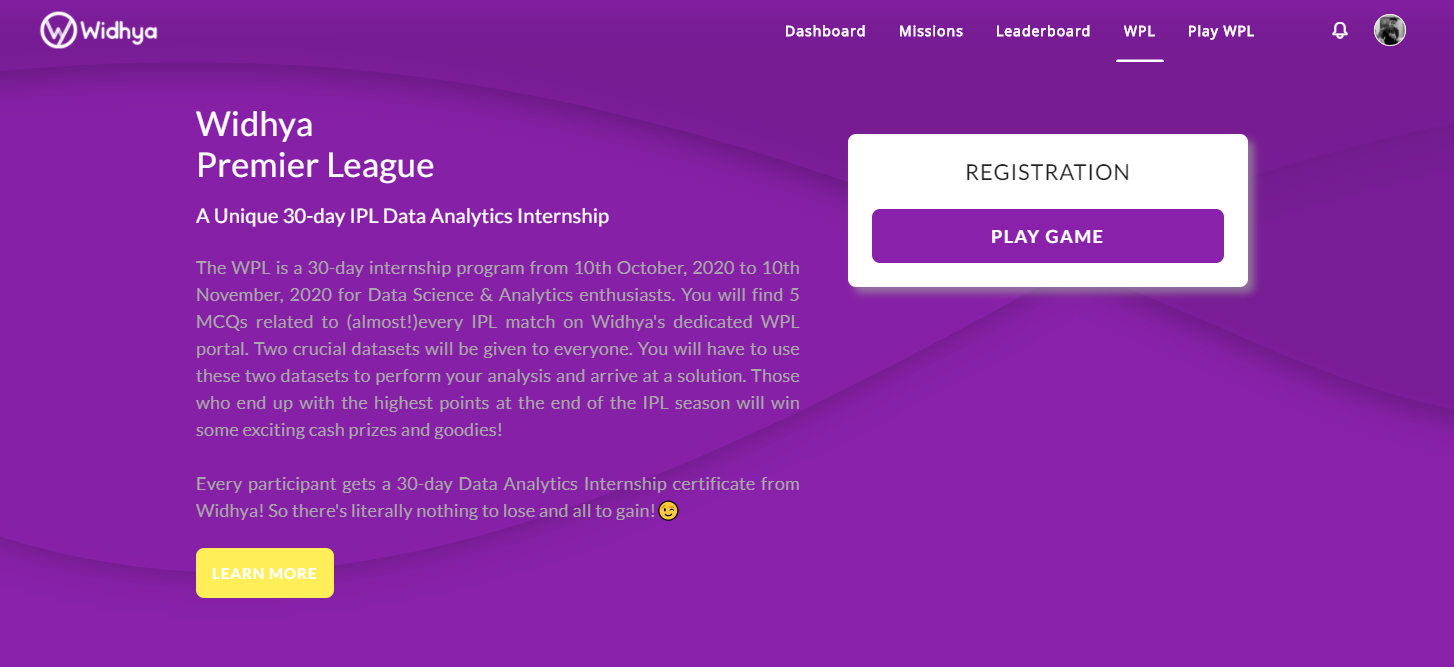 Widhya
Dashboard Missions Leaderboard WPL Play WPL
Widhya
Premier League
A Unique 30-day IPL Data Analytics Internship
The WPL is a 30-day internship program from 10th October, 2020 to 10th
November, 2020 for Data Science & Analytics enthusiasts. You will find 5
MCQs related to (almost!)every IPL match on Widhya's dedicated WPL
portal. Two crucial datasets will be given to everyone. You will have to use
these two datasets to perform your analysis and arrive at a solution. Those
who end up with the highest points at the end of the IPL season will win
some exciting cash prizes and goodies!
Every participant gets a 30-day Data Analytics Internship certificate from
Widhya! So there's literally nothing to lose and all to gain! 😉
LEARN MORE
REGISTRATION
PLAY GAME